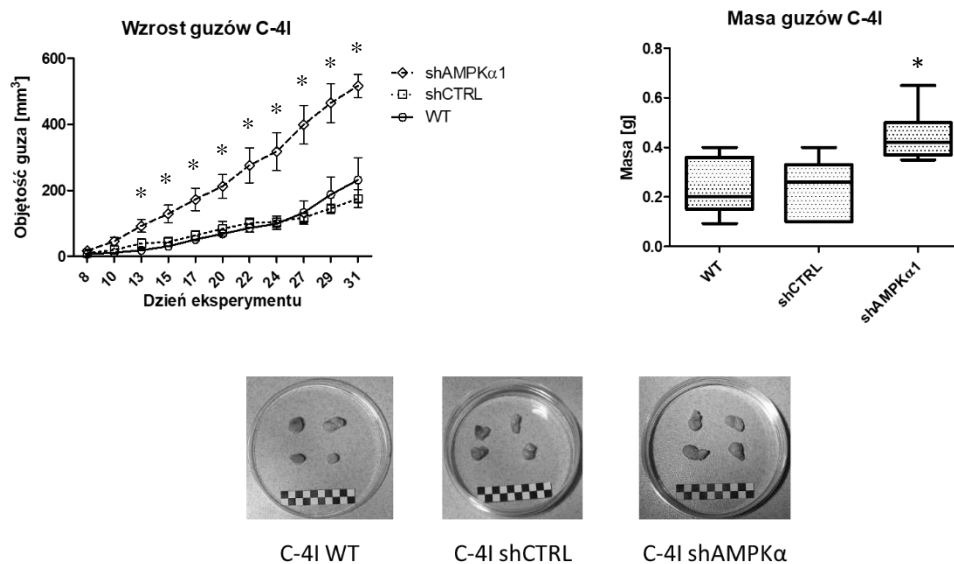 Wzrost guzów C-4I
Objętość guza [mm³]
600
400
200
0
* * * * * * * * * *
8 10 13 15 17 20 22 24 27 29 31
Dzień eksperymentu
shAMPKα1
shCTRL
WT
Masa guzów C-4I
Masa [g]
0.8
0.6
0.4
0.2
0.0
*
WT
shCTRL
shAMPKα1
C-4I WT
C-4I shCTRL
C-4I shAMPKα